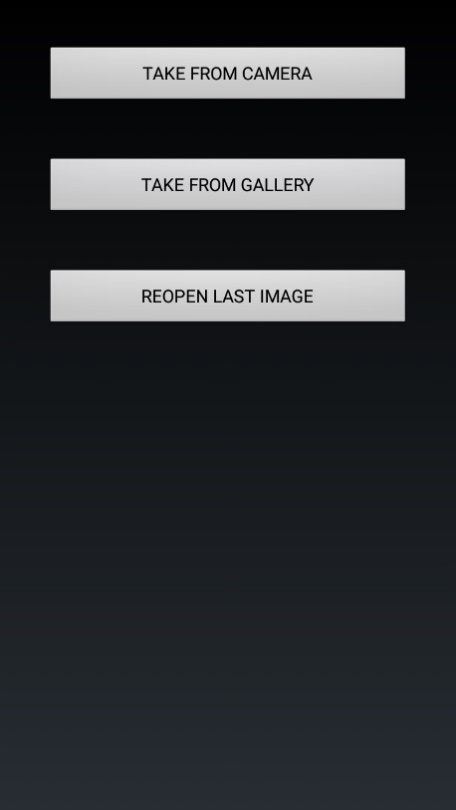 TAKE FROM CAMERA
TAKE FROM GALLERY
REOPEN LAST IMAGE